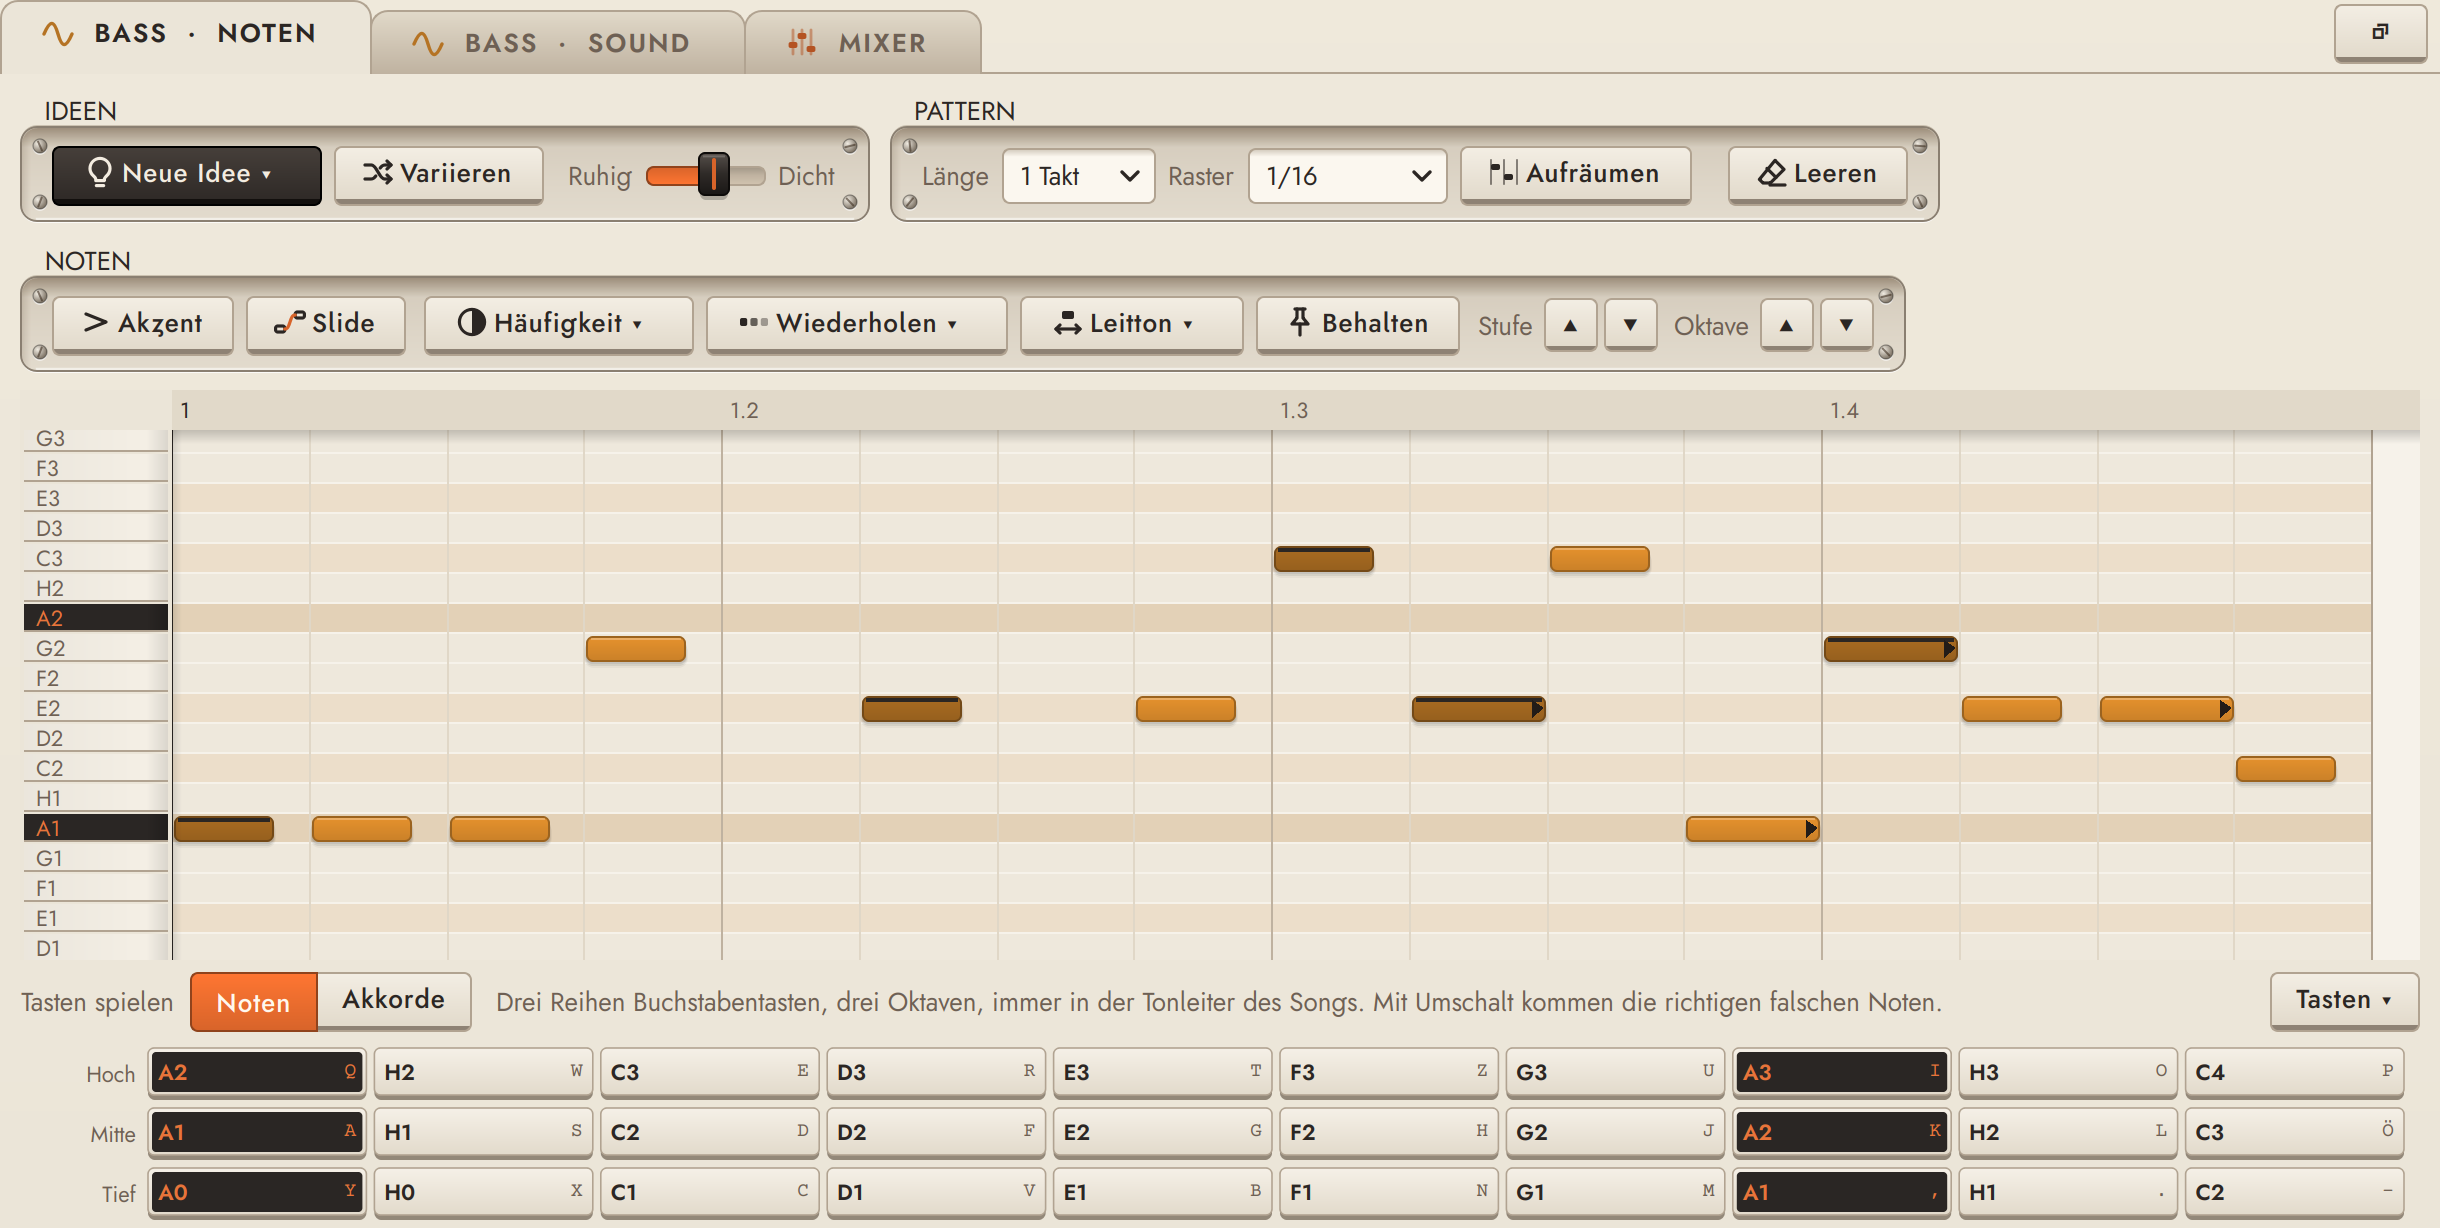 BASS · NOTEN
BASS · SOUND
MIXER
IDEEN
Neue Idee ▾
Variieren
Ruhig
Dicht
PATTERN
Länge
1 Takt
Raster
1/16
Aufräumen
Leeren
NOTEN
Akzent
Slide
Häufigkeit ▾
Wiederholen ▾
Leitton ▾
Behalten
Stufe ▲ ▼
Oktave ▲ ▼
1 1.2 1.3 1.4
G3
F3
E3
D3
C3
H2
A2
G2
F2
E2
D2
C2
H1
A1
G1
F1
E1
D1
Tasten spielen
Noten
Akkorde
Drei Reihen Buchstabentasten, drei Oktaven, immer in der Tonleiter des Songs. Mit Umschalt kommen die richtigen falschen Noten.
Tasten ▾
Hoch A2 Q H2 W C3 E D3 R E3 T F3 Z G3 U A3 I H3 O C4 P
Mitte A1 A H1 S C2 D D2 F E2 G F2 H G2 J A2 K H2 L C3 Ö
Tief A0 Y H0 X C1 C D1 V E1 B F1 N G1 M A1 , H1 . C2 -